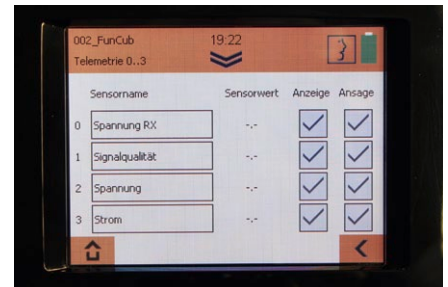 002_FunCub 19:22
Telemetrie 0..3
Sensorname Sensorwert Anzeige Ansage
0 Spannung RX -.-
1 Signalqualität -.-
2 Spannung -.-
3 Strom -.-